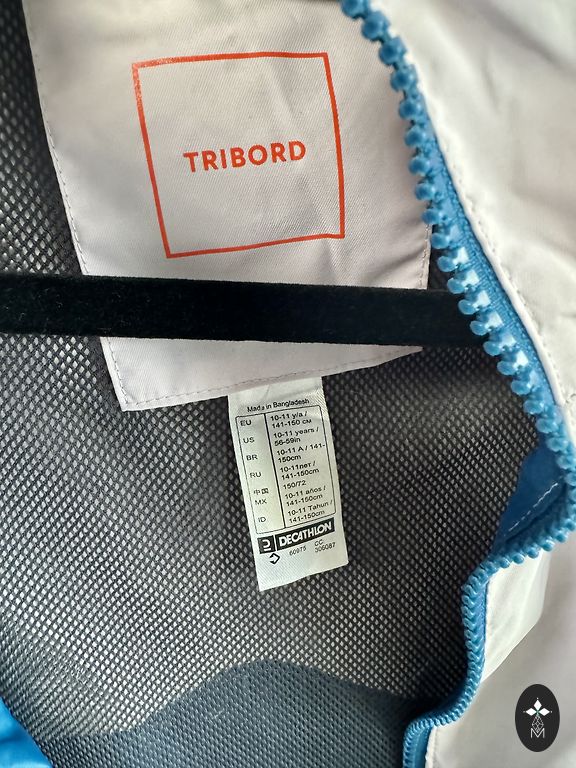 TRIBORD
Made in Bangladesh
EU 10-11 y/a /
141-150 см
US 10-11 years /
56-59in
BR 10-11 A / 141-
150cm
RU 10-11лет /
141-150cm
中国 150/72
MX 10-11 años /
141-150cm
ID 10-11 Tahun /
141-150cm
DECATHLON
60975 CC:
306087
M